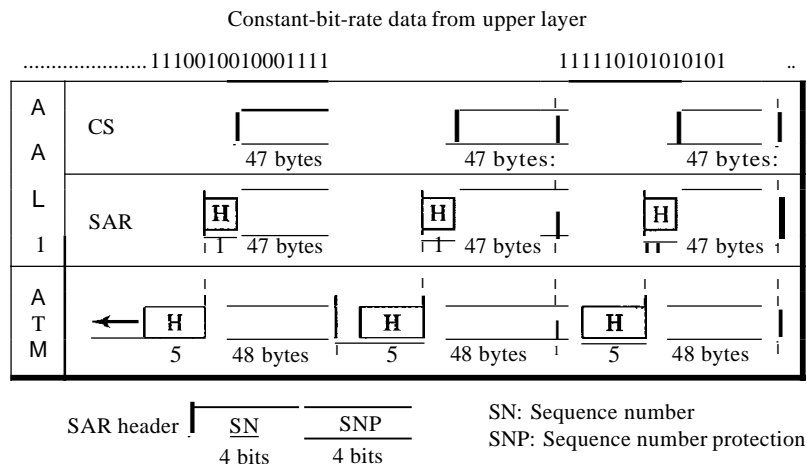 Constant-bit-rate data from upper layer
......................1110010010001111 111110101010101 ..
A
A
L
1
CS
47 bytes 47 bytes: 47 bytes:
SAR
H H H
1 47 bytes 1 47 bytes 47 bytes
A
T
M
H H H
5 48 bytes 5 48 bytes 5 48 bytes
SAR header SN SNP
4 bits 4 bits
SN: Sequence number
SNP: Sequence number protection